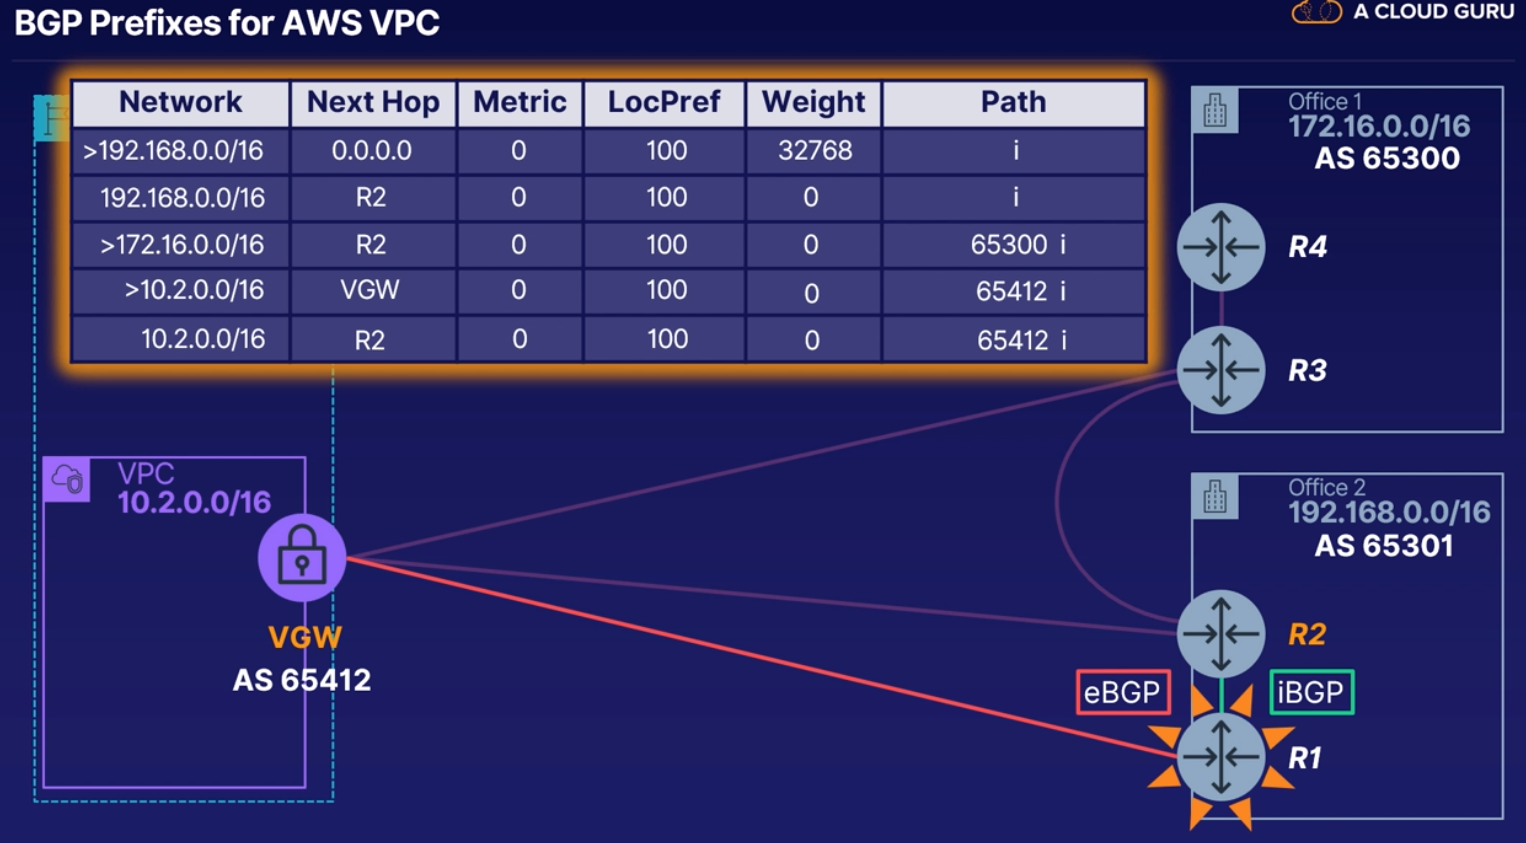 BGP Prefixes for AWS VPC
A CLOUD GURU
Network Next Hop Metric LocPref Weight Path
>192.168.0.0/16 0.0.0.0 0 100 32768 i
192.168.0.0/16 R2 0 100 0 i
>172.16.0.0/16 R2 0 100 0 65300 i
>10.2.0.0/16 VGW 0 100 0 65412 i
10.2.0.0/16 R2 0 100 0 65412 i
Office 1
172.16.0.0/16
AS 65300
R4
R3
VPC
10.2.0.0/16
VGW
AS 65412
Office 2
192.168.0.0/16
AS 65301
R2
eBGP
iBGP
R1